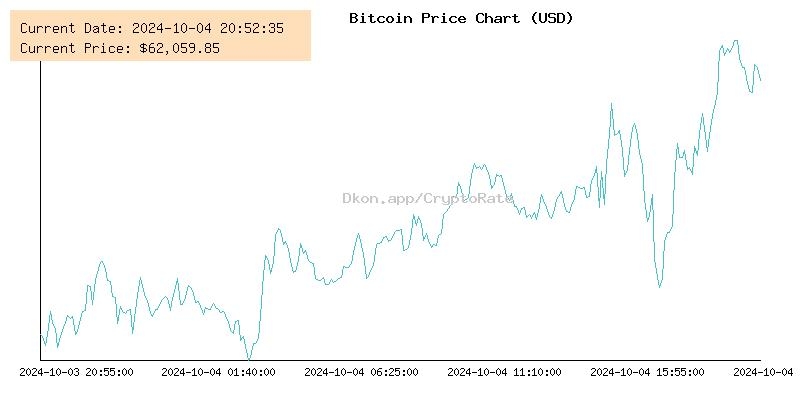 Bitcoin Price Chart (USD)
Current Date: 2024-10-04 20:52:35
Current Price: $62,059.85
Dkon.app/CryptoRate
2024-10-03 20:55:00 2024-10-04 01:40:00 2024-10-04 06:25:00 2024-10-04 11:10:00 2024-10-04 15:55:00 2024-10-04